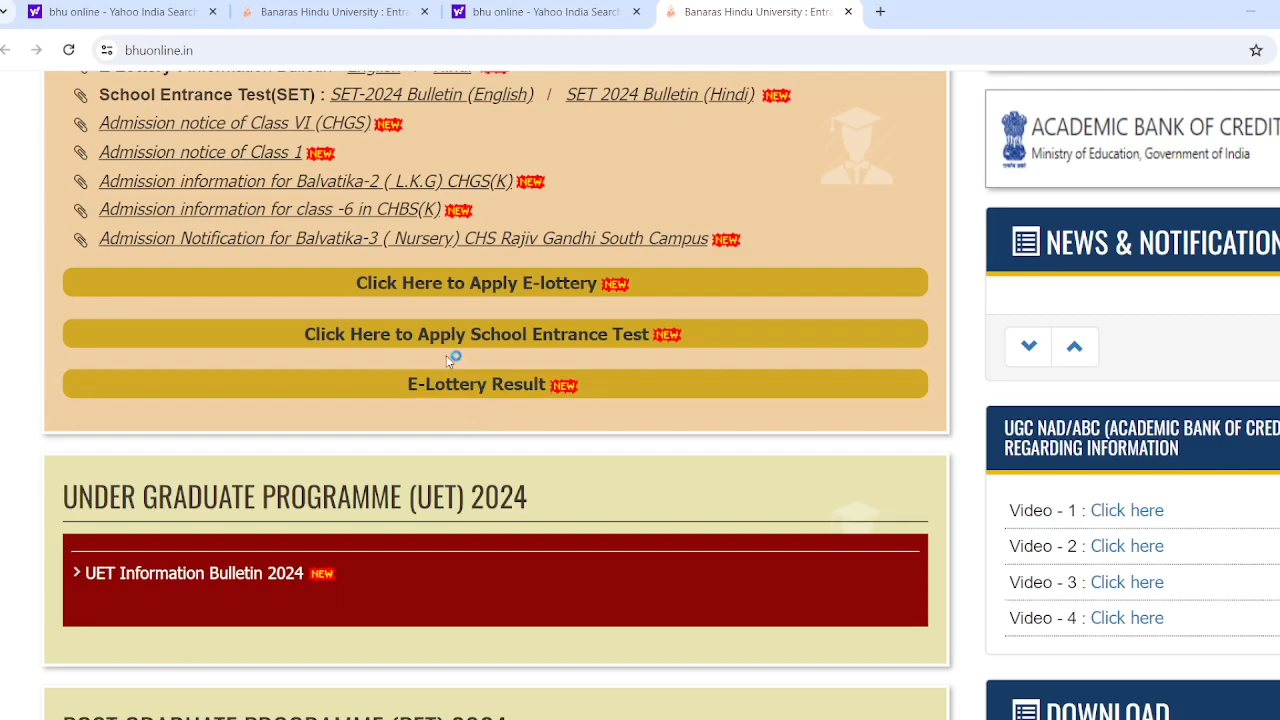 bhu online - Yahoo India Search
Banaras Hindu University : Entra
bhu online - Yahoo India Search
Banaras Hindu University : Entra
bhuonline.in
School Entrance Test(SET) : SET-2024 Bulletin (English) / SET 2024 Bulletin (Hindi) NEW
Admission notice of Class VI (CHGS) NEW
Admission notice of Class 1 NEW
Admission information for Balvatika-2 ( L.K.G) CHGS(K) NEW
Admission information for class -6 in CHBS(K) NEW
Admission Notification for Balvatika-3 ( Nursery) CHS Rajiv Gandhi South Campus NEW
Click Here to Apply E-lottery NEW
Click Here to Apply School Entrance Test NEW
E-Lottery Result NEW
UNDER GRADUATE PROGRAMME (UET) 2024
> UET Information Bulletin 2024 NEW
ACADEMIC BANK OF CREDIT
Ministry of Education, Government of India
NEWS & NOTIFICATION
UGC NAD/ABC (ACADEMIC BANK OF CRED
REGARDING INFORMATION
Video - 1 : Click here
Video - 2 : Click here
Video - 3 : Click here
Video - 4 : Click here
DOWNLOAD